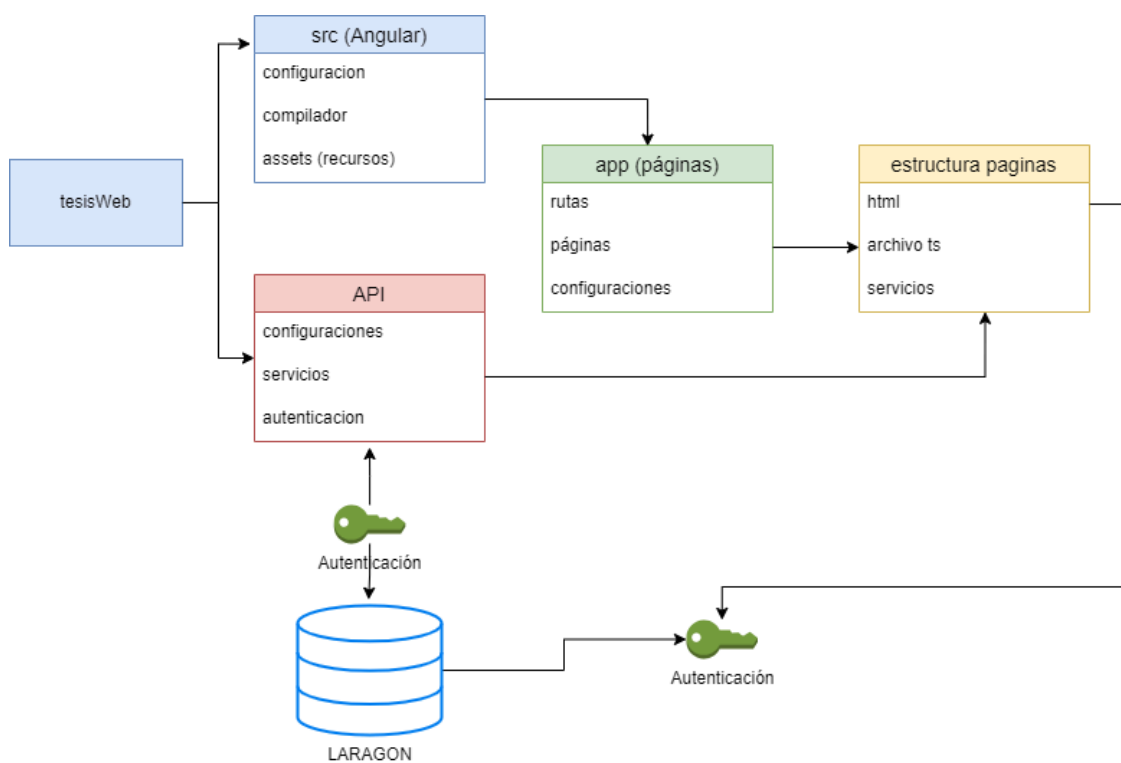 src (Angular)
configuracion
compilador
assets (recursos)
tesisWeb
app (páginas)
rutas
páginas
configuraciones
estructura paginas
html
archivo ts
servicios
API
configuraciones
servicios
autenticacion
Autenticación
Autenticación
LARAGON